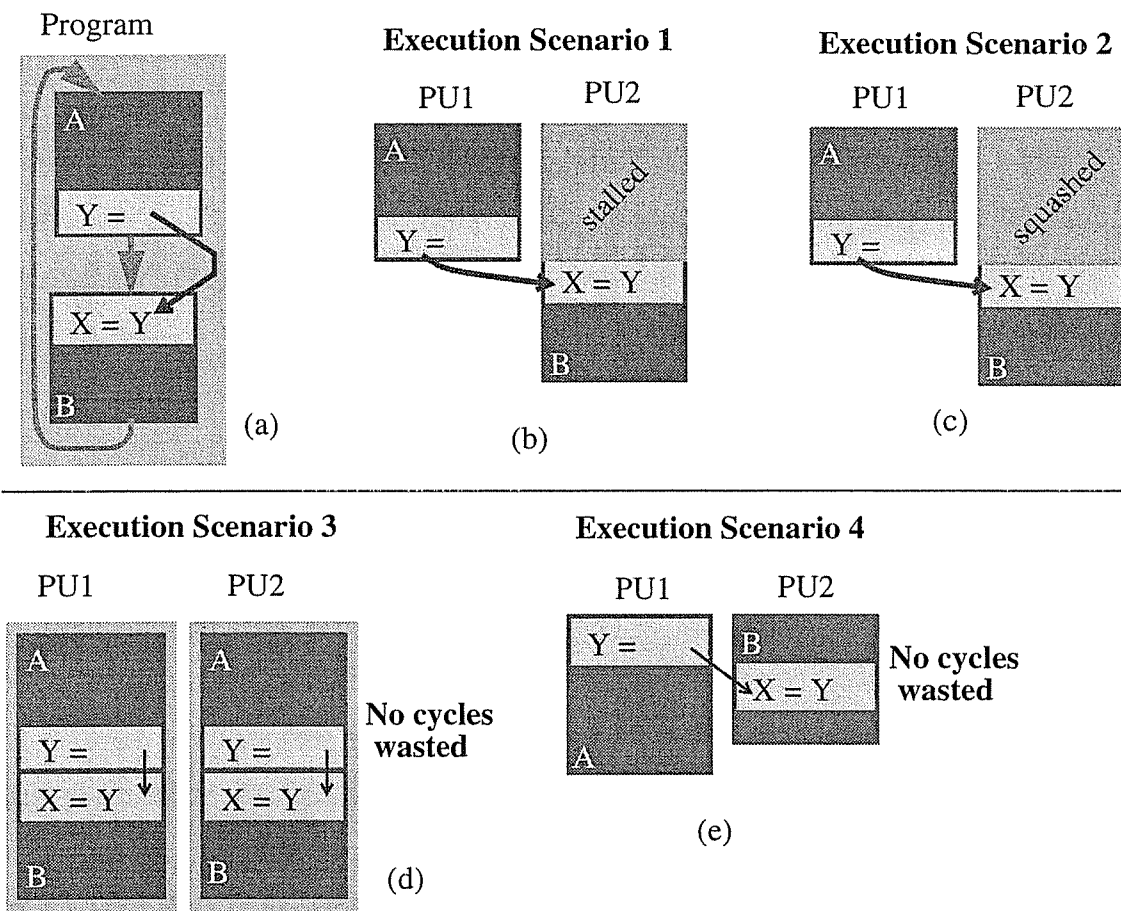 Program
A
Y =
X = Y
B
(a)
Execution Scenario 1
PU1 PU2
A
stalled
Y =
X = Y
B
(b)
Execution Scenario 2
PU1 PU2
A
squashed
Y =
X = Y
B
(c)
Execution Scenario 3
PU1 PU2
A A
Y = Y =
X = Y X = Y
B B
No cycles
wasted
(d)
Execution Scenario 4
PU1 PU2
Y =
B
X = Y
A
No cycles
wasted
(e)